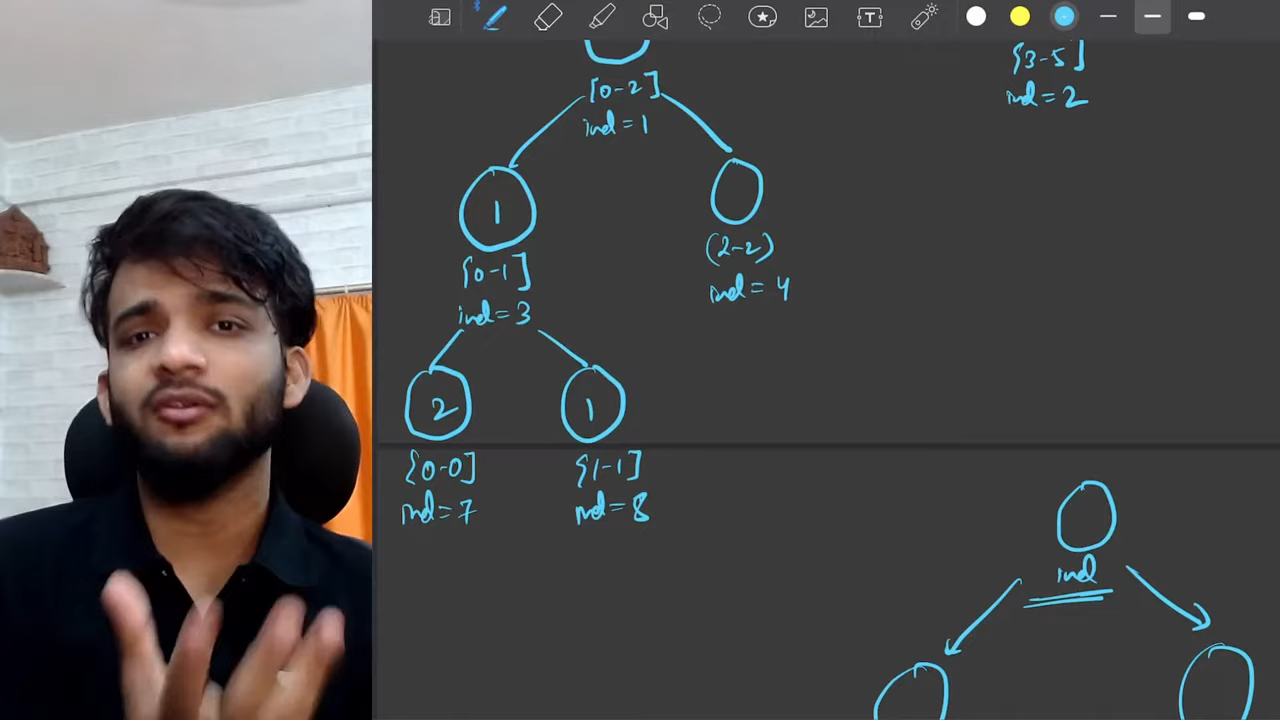 [3-5]
ind = 2
[0-2]
ind = 1
1
(2-2)
[0-1]
ind = 4
ind = 3
2
1
[0-0]
[1-1]
ind = 7
ind = 8
ind